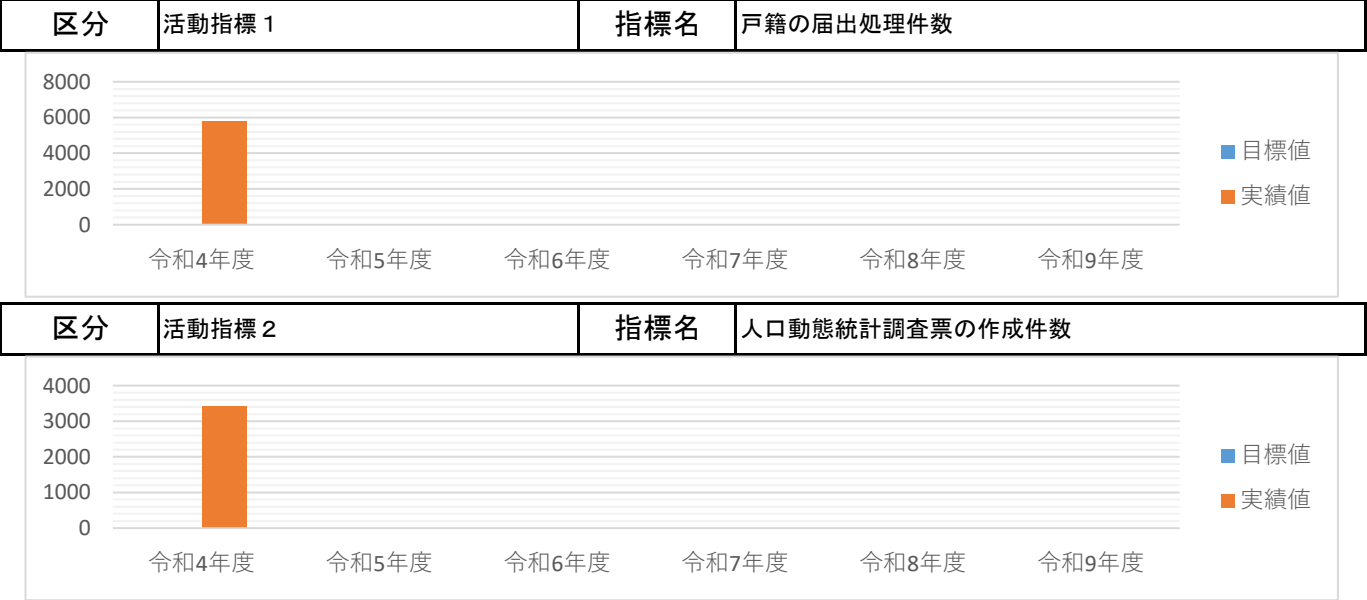 区分 活動指標１ 指標名 戸籍の届出処理件数
8000
6000
4000
2000
0
令和4年度 令和5年度 令和6年度 令和7年度 令和8年度 令和9年度
目標値
実績値
区分 活動指標２ 指標名 人口動態統計調査票の作成件数
4000
3000
2000
1000
0
令和4年度 令和5年度 令和6年度 令和7年度 令和8年度 令和9年度
目標値
実績値